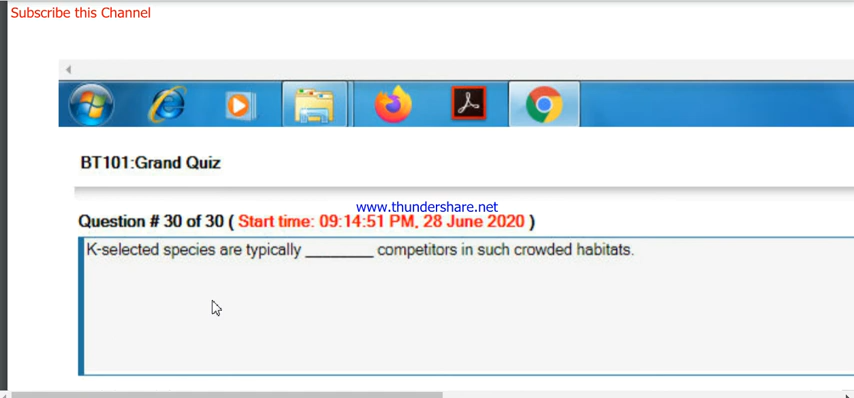 Subscribe this Channel
BT101:Grand Quiz
www.thundershare.net
Question # 30 of 30 ( Start time: 09:14:51 PM, 28 June 2020 )
K-selected species are typically ________ competitors in such crowded habitats.